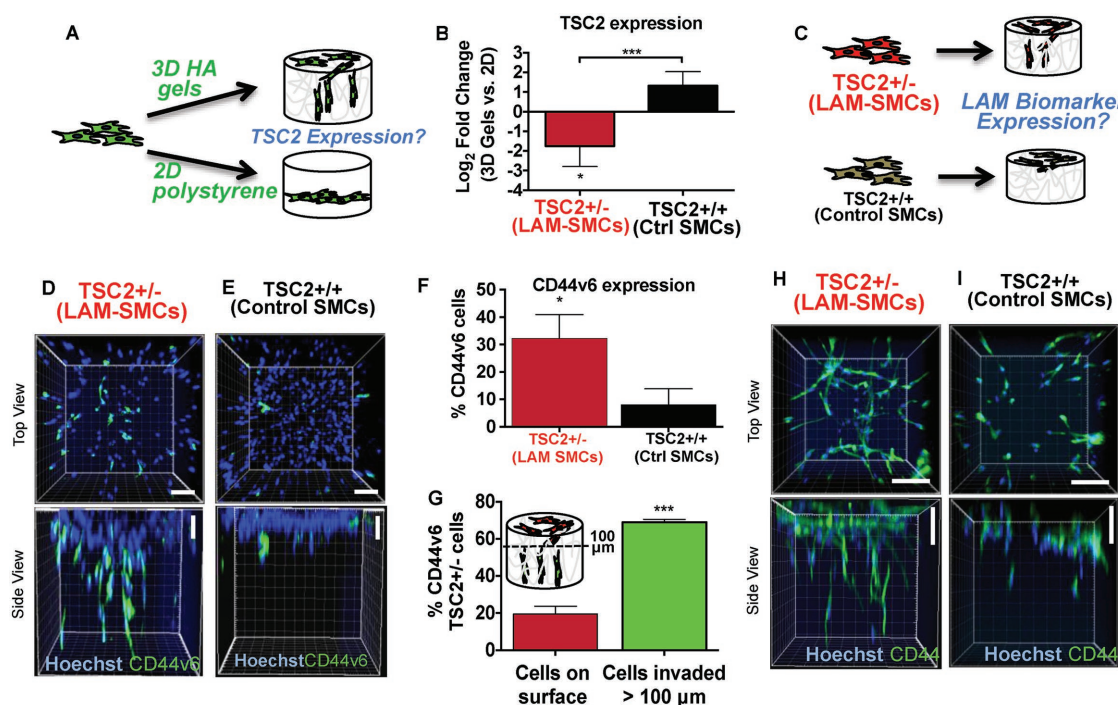 A
3D HA
gels
TSC2 Expression?
2D
polystyrene
B
TSC2 expression
***
Log2 Fold Change
(3D Gels vs. 2D)
3
2
1
0
-1
-2
-3
-4
*
TSC2+/-
(LAM-SMCs)
TSC2+/+
(Ctrl SMCs)
C
TSC2+/-
(LAM-SMCs)
LAM Biomarker
Expression?
TSC2+/+
(Control SMCs)
D
TSC2+/-
(LAM-SMCs)
E
TSC2+/+
(Control SMCs)
Top View
Side View
Hoechst CD44v6
HoechstCD44v6
F
CD44v6 expression
% CD44v6 cells
50
40
30
20
10
0
*
TSC2+/-
(LAM SMCs)
TSC2+/+
(Ctrl SMCs)
G
% CD44v6
TSC2+/- cells
80
60
40
20
0
100
µm
***
Cells on
surface
Cells invaded
> 100 µm
H
TSC2+/-
(LAM-SMCs)
I
TSC2+/+
(Control SMCs)
Top View
Side View
Hoechst CD44
Hoechst CD44